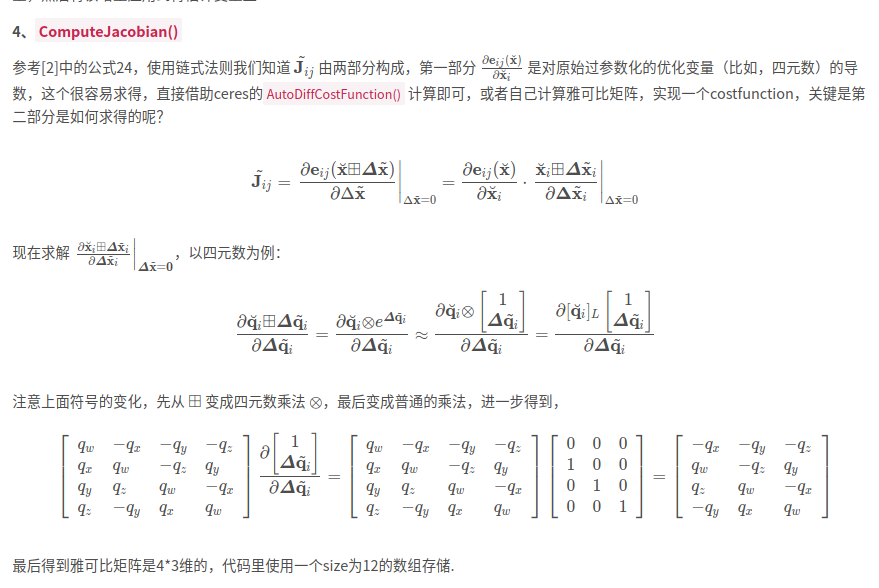 4、 ComputeJacobian()
参考[2]中的公式24，使用链式法则我们知道 $\tilde{\mathbf{J}}_{ij}$ 由两部分构成，第一部分 $\frac{\partial \mathbf{e}_{ij}(\breve{\mathbf{x}})}{\partial \breve{\mathbf{x}}_i}$ 是对原始过参数化的优化变量（比如，四元数）的导
数，这个很容易求得，直接借助ceres的 AutoDiffCostFunction() 计算即可，或者自己计算雅可比矩阵，实现一个costfunction，关键是第
二部分是如何求得的呢？
$\tilde{\mathbf{J}}_{ij} = \left. \frac{\partial \mathbf{e}_{ij}(\breve{\mathbf{x}} \boxplus \boldsymbol{\Delta} \tilde{\mathbf{x}})}{\partial \Delta \tilde{\mathbf{x}}} \right|_{\Delta \tilde{\mathbf{x}}=0} = \frac{\partial \mathbf{e}_{ij}(\breve{\mathbf{x}})}{\partial \breve{\mathbf{x}}_i} \cdot \left. \frac{\breve{\mathbf{x}}_i \boxplus \boldsymbol{\Delta} \tilde{\mathbf{x}}_i}{\partial \boldsymbol{\Delta} \tilde{\mathbf{x}}_i} \right|_{\Delta \tilde{\mathbf{x}}=0}$
现在求解 $\left. \frac{\partial \breve{\mathbf{x}}_i \boxplus \boldsymbol{\Delta} \tilde{\mathbf{x}}_i}{\partial \boldsymbol{\Delta} \tilde{\mathbf{x}}_i} \right|_{\boldsymbol{\Delta} \tilde{\mathbf{x}}=\mathbf{0}}$，以四元数为例：
$\frac{\partial \breve{\mathbf{q}}_i \boxplus \boldsymbol{\Delta} \tilde{\mathbf{q}}_i}{\partial \boldsymbol{\Delta} \tilde{\mathbf{q}}_i} = \frac{\partial \breve{\mathbf{q}}_i \otimes e^{\boldsymbol{\Delta} \tilde{\mathbf{q}}_i}}{\partial \boldsymbol{\Delta} \tilde{\mathbf{q}}_i} \approx \frac{\partial \breve{\mathbf{q}}_i \otimes \begin{bmatrix} 1 \\ \boldsymbol{\Delta} \tilde{\mathbf{q}}_i \end{bmatrix}}{\partial \boldsymbol{\Delta} \tilde{\mathbf{q}}_i} = \frac{\partial [\breve{\mathbf{q}}_i]_L \begin{bmatrix} 1 \\ \boldsymbol{\Delta} \tilde{\mathbf{q}}_i \end{bmatrix}}{\partial \boldsymbol{\Delta} \tilde{\mathbf{q}}_i}$
注意上面符号的变化，先从 ⊞ 变成四元数乘法 ⊗，最后变成普通的乘法，进一步得到，
$\begin{bmatrix} q_w & -q_x & -q_y & -q_z \\ q_x & q_w & -q_z & q_y \\ q_y & q_z & q_w & -q_x \\ q_z & -q_y & q_x & q_w \end{bmatrix} \frac{\partial \begin{bmatrix} 1 \\ \boldsymbol{\Delta} \tilde{\mathbf{q}}_i \end{bmatrix}}{\partial \boldsymbol{\Delta} \tilde{\mathbf{q}}_i} = \begin{bmatrix} q_w & -q_x & -q_y & -q_z \\ q_x & q_w & -q_z & q_y \\ q_y & q_z & q_w & -q_x \\ q_z & -q_y & q_x & q_w \end{bmatrix} \begin{bmatrix} 0 & 0 & 0 \\ 1 & 0 & 0 \\ 0 & 1 & 0 \\ 0 & 0 & 1 \end{bmatrix} = \begin{bmatrix} -q_x & -q_y & -q_z \\ q_w & -q_z & q_y \\ q_z & q_w & -q_x \\ -q_y & q_x & q_w \end{bmatrix}$
最后得到雅可比矩阵是4*3维的，代码里使用一个size为12的数组存储.